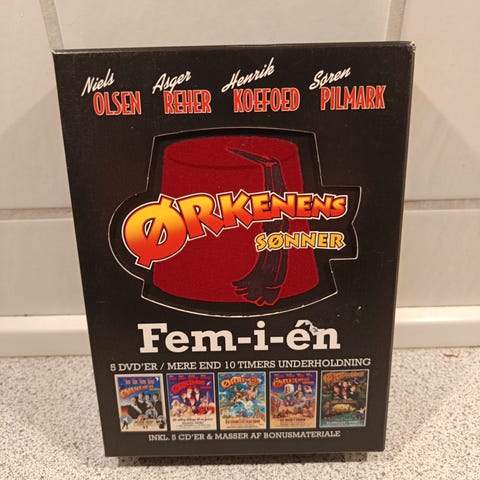 Niels Asger Henrik Søren
OLSEN REHER KOEFOED PILMARK
ØRKENENS
SØNNER
Fem-i-én
5 DVD'ER / MERE END 10 TIMERS UNDERHOLDNING
INKL. 5 CD'ER & MASSER AF BONUSMATERIALE